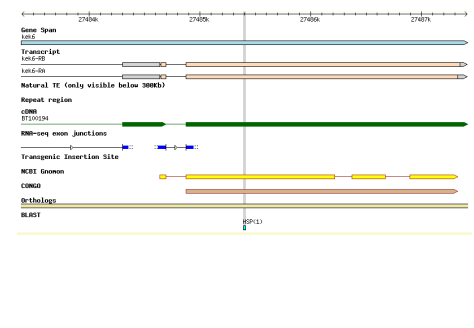 27484k 27485k 27486k 27487k
Gene Span
kek6
Transcript
kek6-RB
kek6-RA
Natural TE (only visible below 300Kb)
Repeat region
cDNA
BT100194
RNA-seq exon junctions
Transgenic Insertion Site
NCBI Gnomon
CONGO
Orthologs
BLAST
HSP(1)